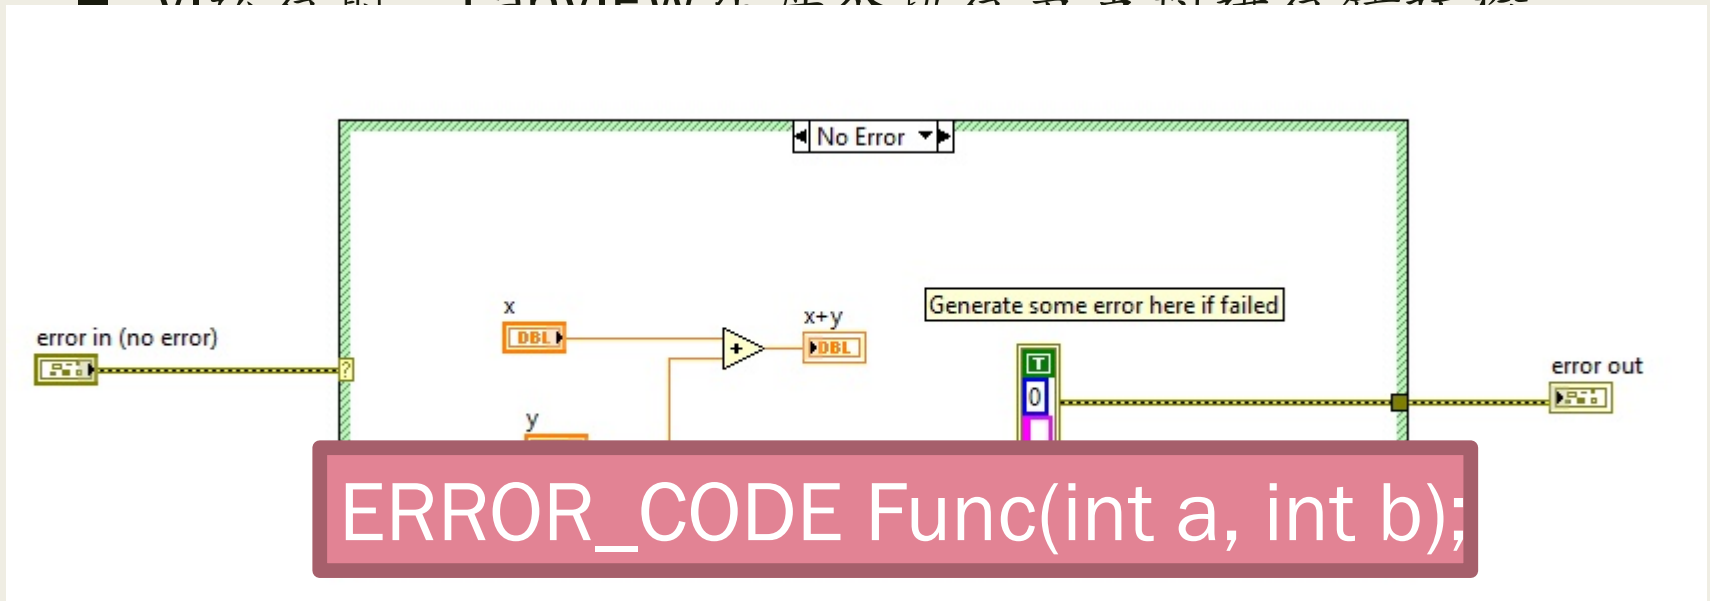 LabVIEW
No Error
x
x+y
Generate some error here if failed
DBL
DBL
error in (no error)
?
T
error out
0
y
ERROR_CODE Func(int a, int b);